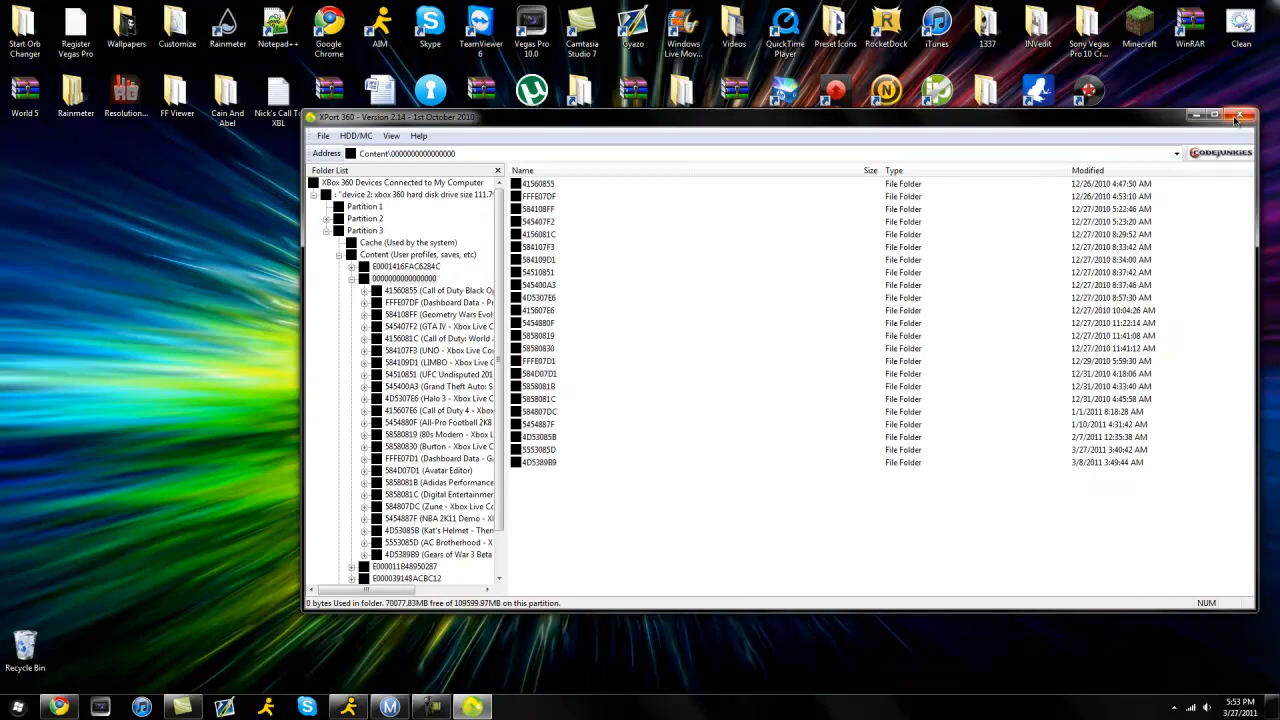 Start Orb Changer
Register Vegas Pro
Wallpapers
Customize
Rainmeter
Notepad++
Google Chrome
AIM
Skype
TeamViewer 6
Vegas Pro 10.0
Camtasia Studio 7
Gyazo
Windows Live Mov...
Videos
QuickTime Player
Preset Icons
RocketDock
iTunes
1337
INVedit
Sony Vegas Pro 10 Cr...
Minecraft
WinRAR
Clean
World 5
Rainmeter
Resolution...
FF Viewer
Cain And Abel
Nick's Call T XBL
XPort 360 - Version 2.14 - 1st October 2010
File HDD/MC View Help
Address Content\0000000000000000
CODEJUNKIES
Folder List x
Name Size Type Modified
XBox 360 Devices Connected to My Computer
: "device 2: xbox 360 hard disk drive size 111.7
Partition 1
Partition 2
Partition 3
Cache (Used by the system)
Content (User profiles, saves, etc)
E0001416FAC6284C
0000000000000000
41560855 (Call of Duty Black Op
FFFE07DF (Dashboard Data - Pr
584108FF (Geometry Wars Evol
545407F2 (GTA IV - Xbox Live C
4156081C (Call of Duty: World
584107F3 (UNO - Xbox Live Co
584109D1 (LIMBO - Xbox Live C
54510851 (UFC Undisputed 201
545400A3 (Grand Theft Auto: S
4D5307E6 (Halo 3 - Xbox Live G
415607E6 (Call of Duty 4 - Xbox
5454880F (All-Pro Football 2K8
58580819 (80s Modern - Xbox L
58580830 (Burton - Xbox Live G
FFFE07D1 (Dashboard Data - G
584D07D1 (Avatar Editor)
5858081B (Adidas Performance
5858081C (Digital Entertainmer
584807DC (Zune - Xbox Live Co
5454887F (NBA 2K11 Demo - X
4D53085B (Kat's Helmet - Then
5553085D (AC Brotherhood - X
4D5389B9 (Gears of War 3 Beta
E000011B48950287
E000039148ACBC12
41560855 File Folder 12/26/2010 4:47:50 AM
FFFE07DF File Folder 12/26/2010 4:53:10 AM
584108FF File Folder 12/27/2010 5:22:46 AM
545407F2 File Folder 12/27/2010 5:23:20 AM
4156081C File Folder 12/27/2010 8:29:52 AM
584107F3 File Folder 12/27/2010 8:33:42 AM
584109D1 File Folder 12/27/2010 8:34:00 AM
54510851 File Folder 12/27/2010 8:37:42 AM
545400A3 File Folder 12/27/2010 8:37:46 AM
4D5307E6 File Folder 12/27/2010 8:57:30 AM
415607E6 File Folder 12/27/2010 10:04:26 AM
5454880F File Folder 12/27/2010 11:22:14 AM
58580819 File Folder 12/27/2010 11:41:08 AM
58580830 File Folder 12/27/2010 11:41:12 AM
FFFE07D1 File Folder 12/29/2010 5:59:30 AM
584D07D1 File Folder 12/31/2010 4:18:06 AM
5858081B File Folder 12/31/2010 4:33:40 AM
5858081C File Folder 12/31/2010 4:45:58 AM
584807DC File Folder 1/1/2011 8:18:28 AM
5454887F File Folder 1/10/2011 4:31:42 AM
4D53085B File Folder 2/7/2011 12:35:38 AM
5553085D File Folder 3/27/2011 3:40:42 AM
4D5389B9 File Folder 3/8/2011 3:49:44 AM
0 bytes Used in folder. 70077.83MB free of 109599.97MB on this partition.
NUM
Recycle Bin
5:53 PM
3/27/2011